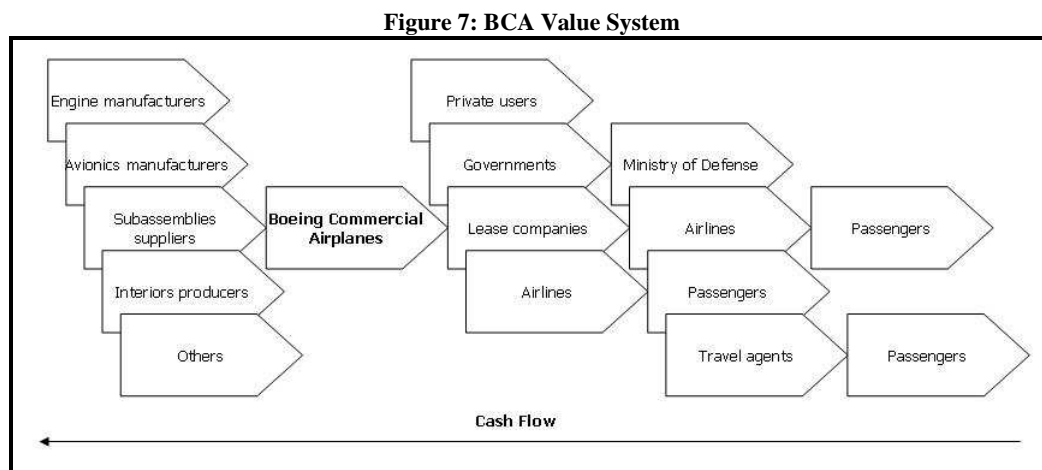 Figure 7: BCA Value System
Engine manufacturers
Avionics manufacturers
Subassemblies
suppliers
Interiors producers
Others
Boeing Commercial
Airplanes
Private users
Governments
Lease companies
Airlines
Ministry of Defense
Airlines
Passengers
Travel agents
Passengers
Passengers
Cash Flow